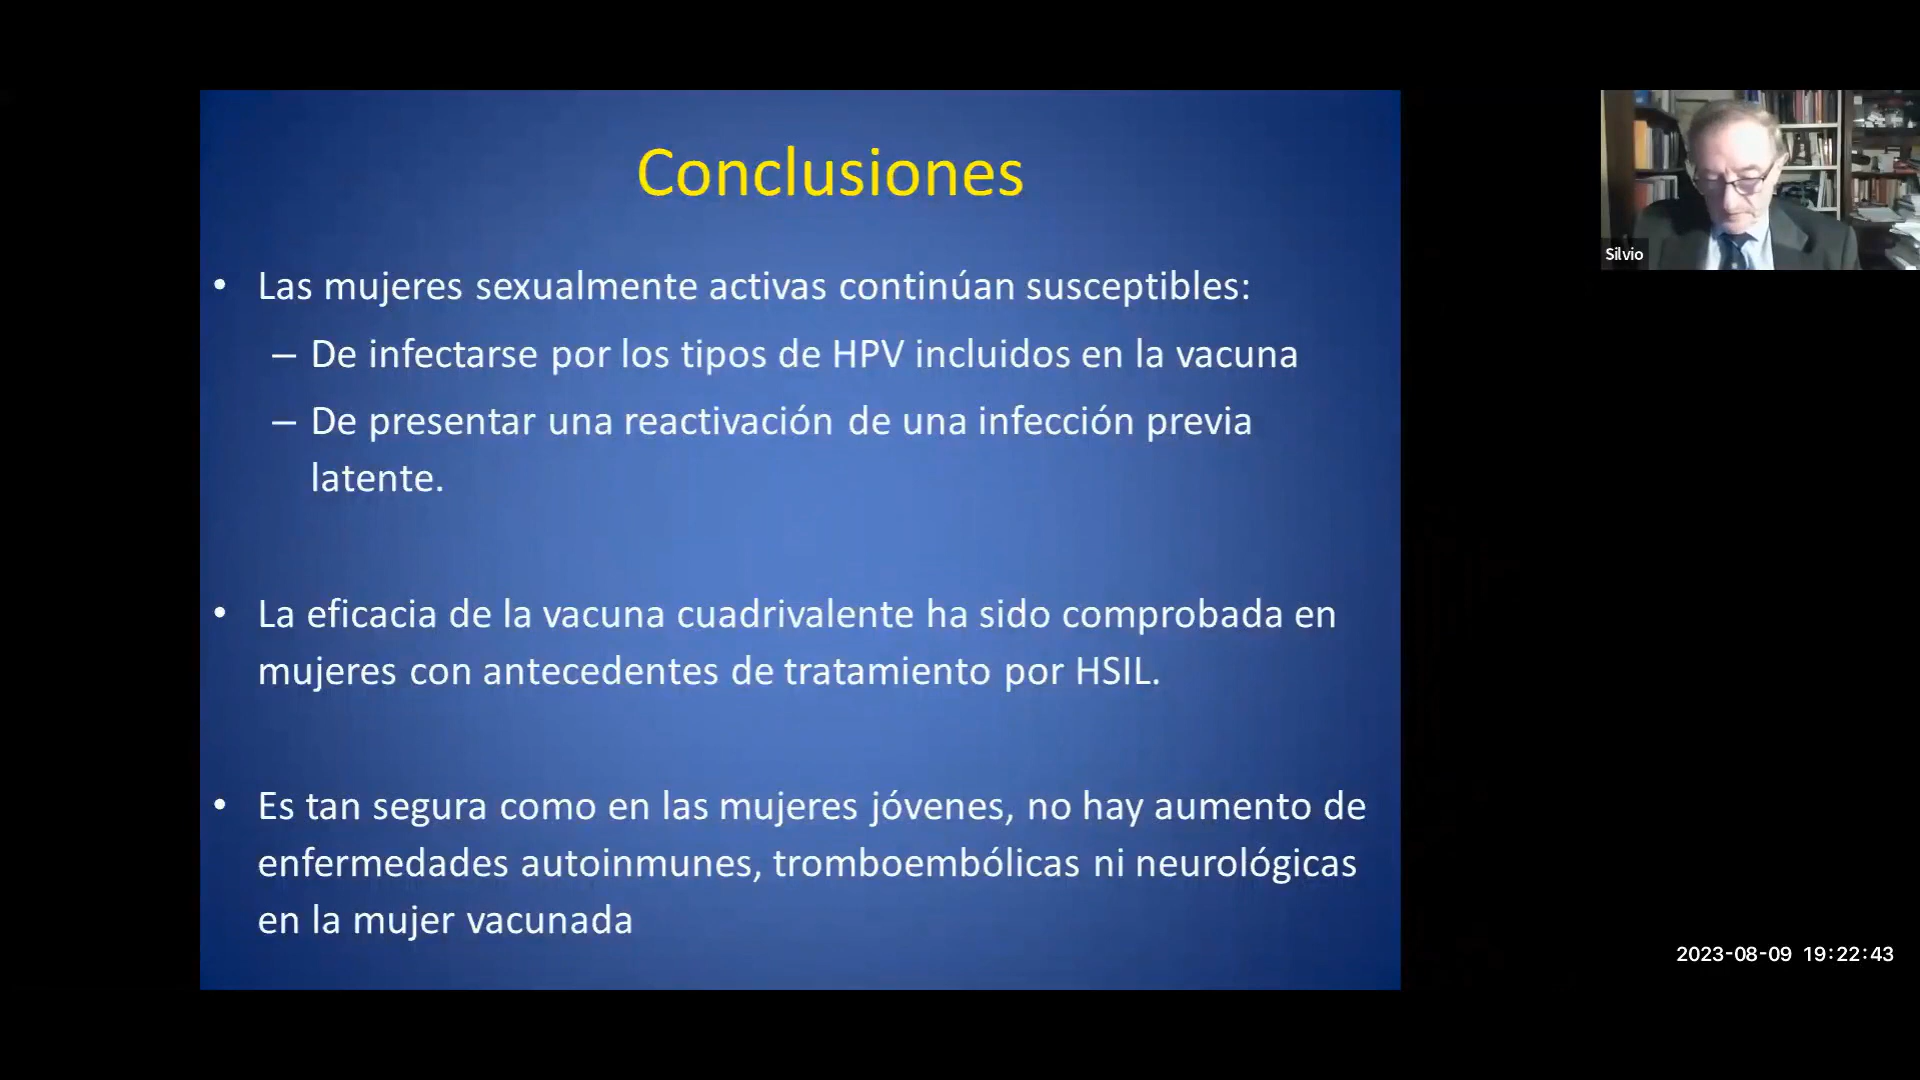 Conclusiones
• Las mujeres sexualmente activas continúan susceptibles:
– De infectarse por los tipos de HPV incluidos en la vacuna
– De presentar una reactivación de una infección previa
latente.
• La eficacia de la vacuna cuadrivalente ha sido comprobada en
mujeres con antecedentes de tratamiento por HSIL.
• Es tan segura como en las mujeres jóvenes, no hay aumento de
enfermedades autoinmunes, tromboembólicas ni neurológicas
en la mujer vacunada
Silvio
2023-08-09 19:22:43